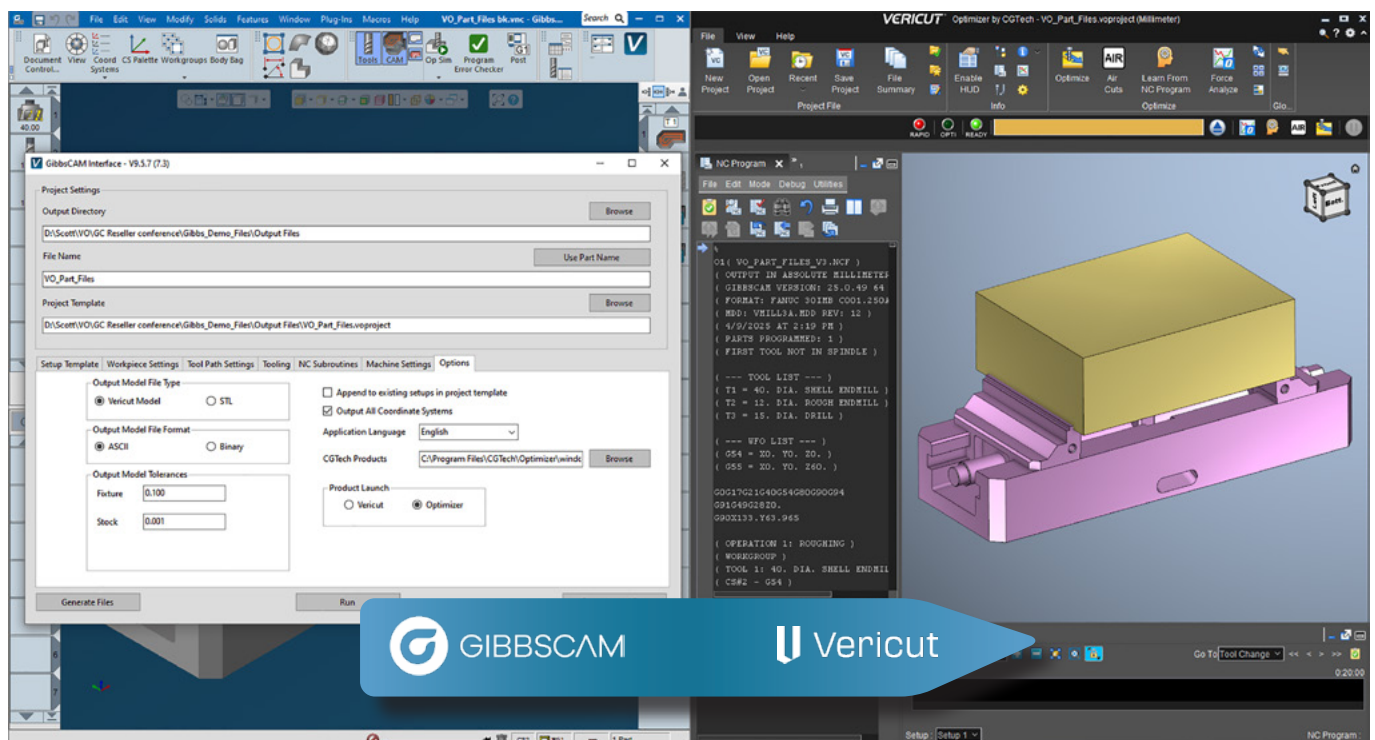 File Edit View Modify Solids Features Window Plug-Ins Macros Help VO_Part_Files bk.vnc - Gibbs... Search
Document Control... View Coord Systems CS Palette Workgroups Body Bag Tools CAM Op Sim Program Error Checker Post
40.00
T 1
GibbsCAM Interface - V9.5.7 (7.3)
Project Settings
Output Directory
Browse
D:\Scott\VO\GC Reseller conference\Gibbs_Demo_Files\Output Files
File Name
Use Part Name
VO_Part_Files
Project Template
Browse
D:\Scott\VO\GC Reseller conference\Gibbs_Demo_Files\Output Files\VO_Part_Files.voproject
Setup Template Workpiece Settings Tool Path Settings Tooling NC Subroutines Machine Settings Options
Output Model File Type
Vericut Model STL
Output Model File Format
ASCII Binary
Output Model Tolerances
Fixture 0.100
Stock 0.001
Append to existing setups in project template
Output All Coordinate Systems
Application Language English
CGTech Products C:\Program Files\CGTech\Optimizer\windc Browse
Product Launch
Vericut Optimizer
Generate Files Run
6
7
1 Part
VERICUT Optimizer by CGTech - VO_Part_Files.voproject (Millimeter)
File View Help
New Project Open Project Recent Save Project File Summary Enable HUD Optimize Air Cuts Learn From NC Program Force Analyze
AIR
Project File Info Optimize Glo...
RAPID OPTI READY
AIR
NC Program
File Edit Mode Debug Utilities
%
O1( VO_PART_FILES_V3.NCF )
( OUTPUT IN ABSOLUTE MILLIMETER
( GIBBSCAM VERSION: 25.0.49 64
( FORMAT: FANUC 30IMB C001.250A
( MDD: VMILL3A.MDD REV: 12 )
( 4/9/2025 AT 2:19 PM )
( PARTS PROGRAMMED: 1 )
( FIRST TOOL NOT IN SPINDLE )
( --- TOOL LIST --- )
( T1 = 40. DIA. SHELL ENDMILL )
( T2 = 12. DIA. ROUGH ENDMILL )
( T3 = 15. DIA. DRILL )
( --- WFO LIST --- )
( G54 = X0. Y0. Z0. )
( G55 = X0. Y0. Z60. )
G0G17G21G40G54G80G90G94
G91G49G28Z0.
G90X133.Y63.965
( OPERATION 1: ROUGHING )
( WORKGROUP )
( TOOL 1: 40. DIA. SHELL ENDMIL
( CS#2 - G54 )
Bott.
GIBBSCAM
Vericut
Go To Tool Change << < > >>
0:20:00
Setup : Setup 1
NC Program :